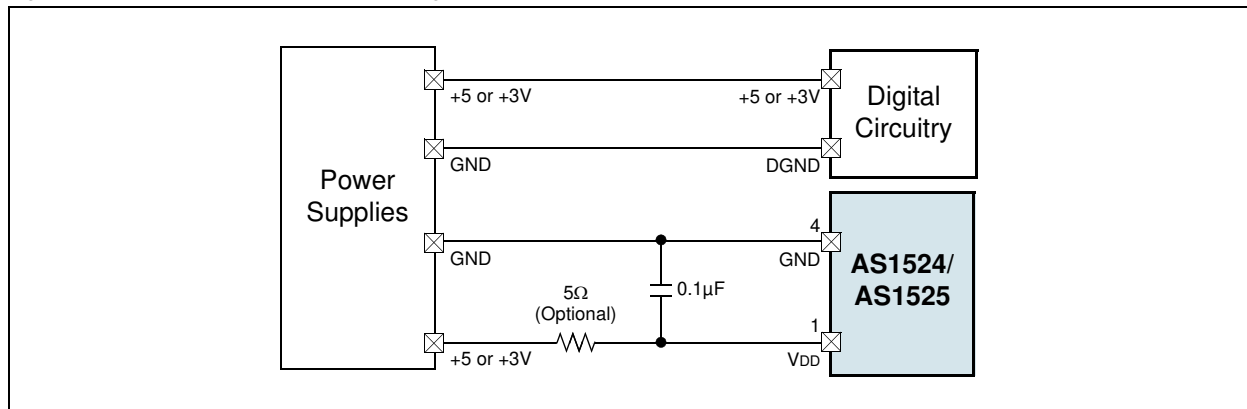 Power
Supplies
+5 or +3V
+5 or +3V
GND
DGND
Digital
Circuitry
GND
4
GND
0.1µF
5Ω
(Optional)
+5 or +3V
1
VDD
AS1524/
AS1525